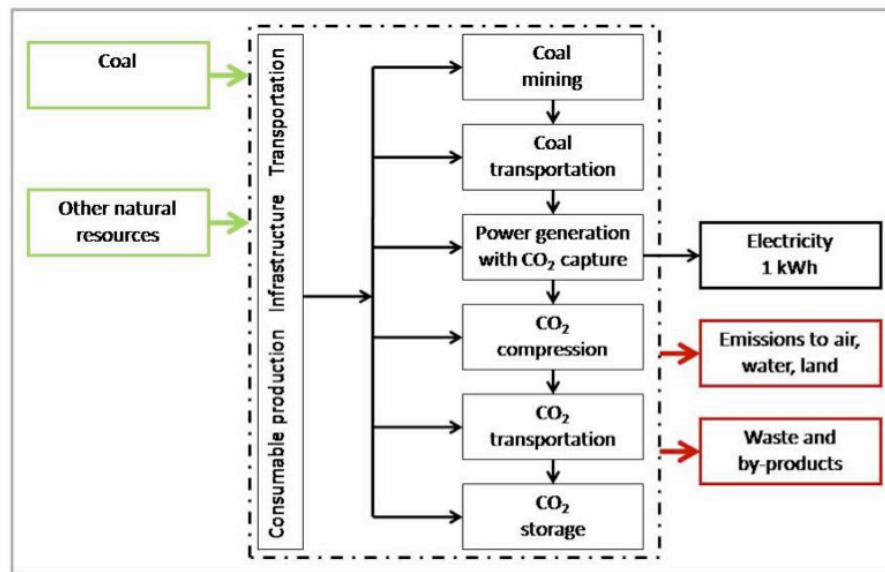 Coal
Other natural
resources
Consumable production Infrastructure Transportation
Coal
mining
Coal
transportation
Power generation
with CO₂ capture
CO₂
compression
CO₂
transportation
CO₂
storage
Electricity
1 kWh
Emissions to air,
water, land
Waste and
by-products